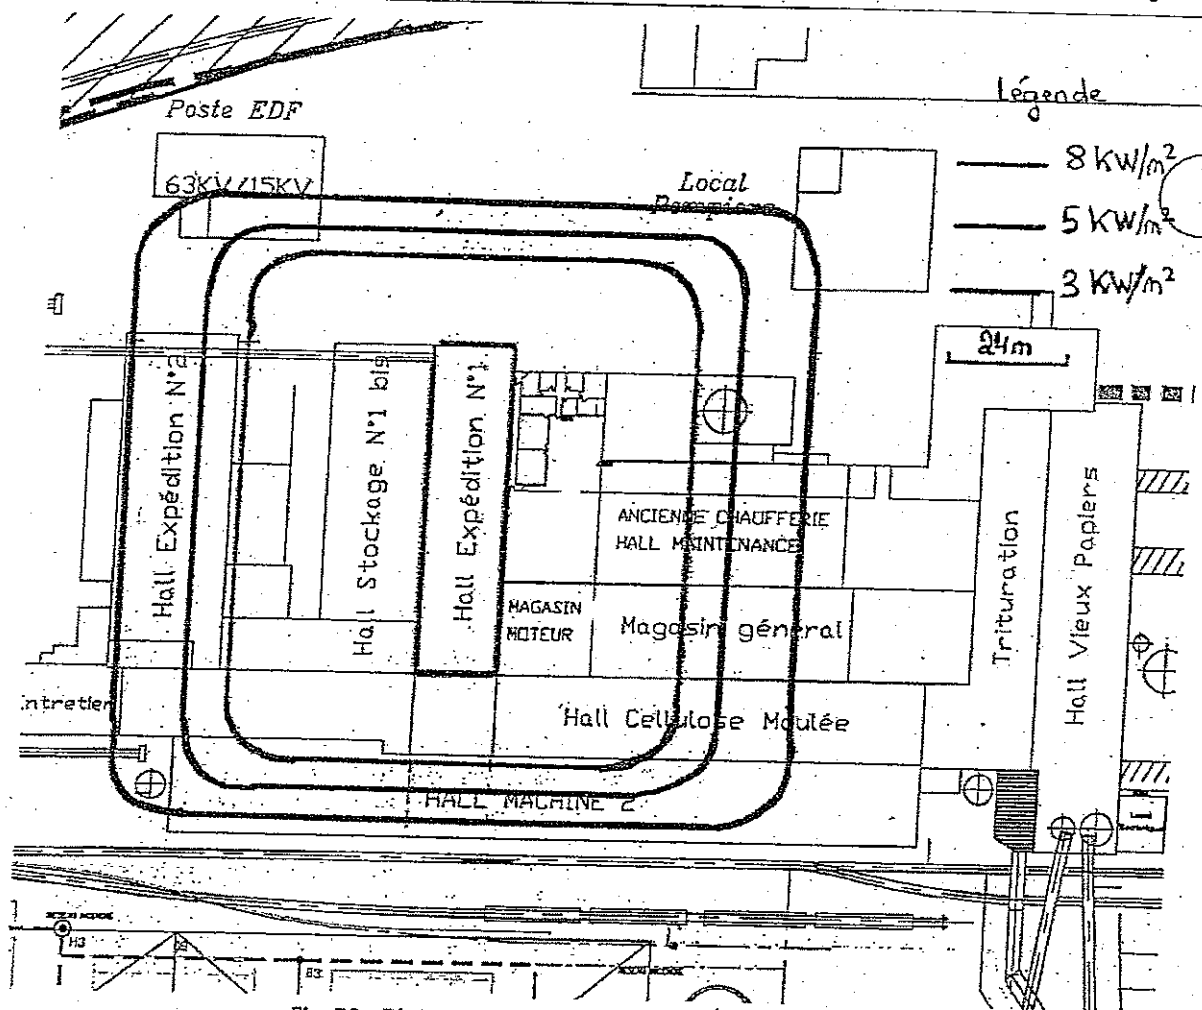 Légende
Poste EDF
63KV/15KV
Local
8 KW/m²
5 KW/m²
3 KW/m²
24m
Hall Expédition N°2
Hall Stockage N°1 bis
Hall Expédition N°1
ANCIENNE CHAUFFERIE
HALL MAINTENANCE
MAGASIN
MOTEUR
Magasin général
Trituration
Hall Vieux Papiers
Hall Cellulose Moulée
HALL MACHINE 2
H3